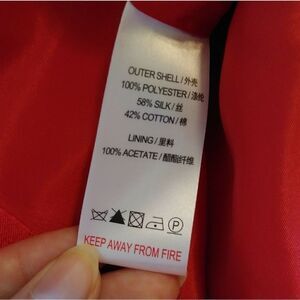 OUTER SHELL/外壳
100% POLYESTER/涤纶
58% SILK/丝
42% COTTON/棉
LINING/里料
100% ACETATE/醋酯纤维
P
KEEP AWAY FROM FIRE